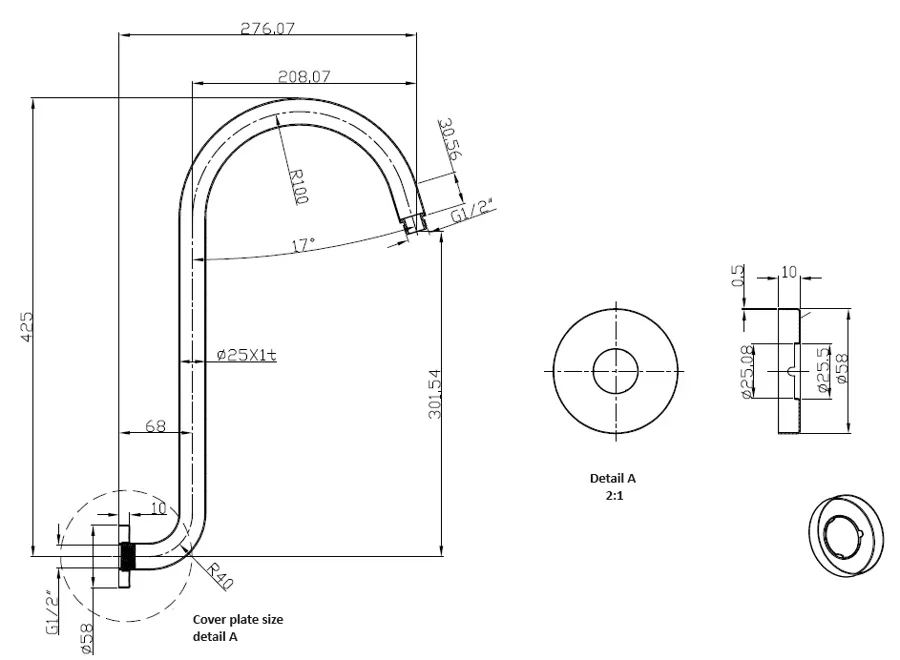 276.07
208.07
30.56
R100
G1/2"
17°
425
ø25X1t
301.54
68
10
R40
G1/2"
ø58
Cover plate size
detail A
Detail A
2:1
0.5
10
ø25.08
ø25.5
ø58